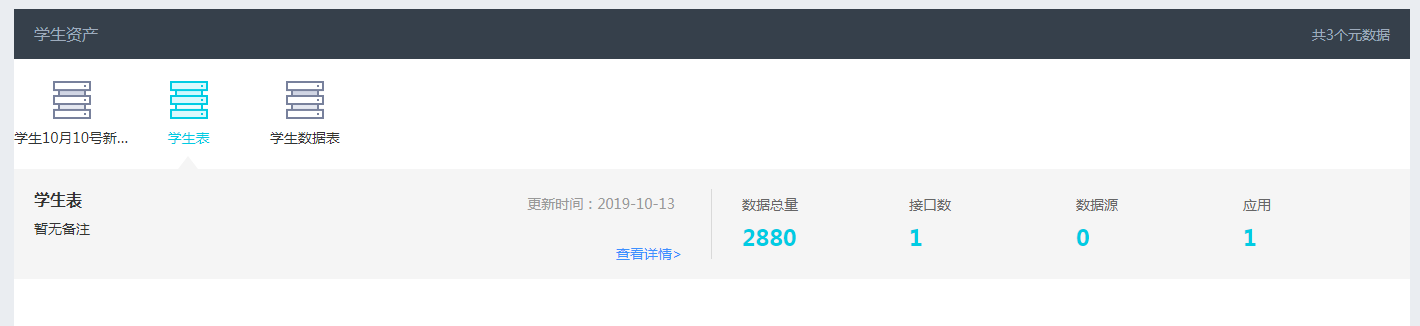 学生资产
共3个元数据
学生10月10号新...
学生表
学生数据表
学生表
更新时间：2019-10-13
暂无备注
查看详情>
数据总量
接口数
数据源
应用
2880
1
0
1